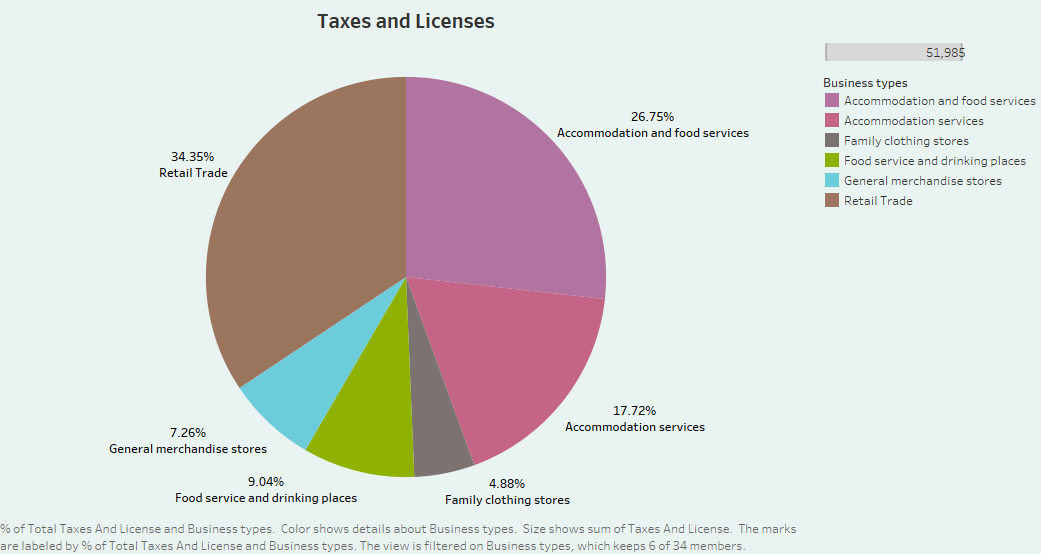 Taxes and Licenses
51,985
Business types
Accommodation and food services
Accommodation services
Family clothing stores
Food service and drinking places
General merchandise stores
Retail Trade
26.75%
Accommodation and food services
34.35%
Retail Trade
17.72%
Accommodation services
7.26%
General merchandise stores
9.04%
Food service and drinking places
4.88%
Family clothing stores
% of Total Taxes And License and Business types.  Color shows details about Business types.  Size shows sum of Taxes And License.  The marks
are labeled by % of Total Taxes And License and Business types. The view is filtered on Business types, which keeps 6 of 34 members.